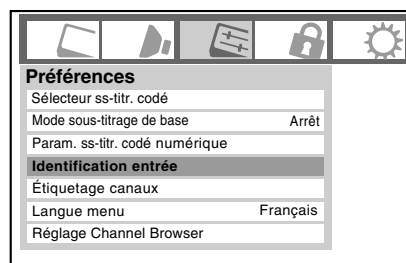 Préférences
Sélecteur ss-titr. codé
Mode sous-titrage de base Arrêt
Param. ss-titr. codé numérique
Identification entrée
Étiquetage canaux
Langue menu Français
Réglage Channel Browser